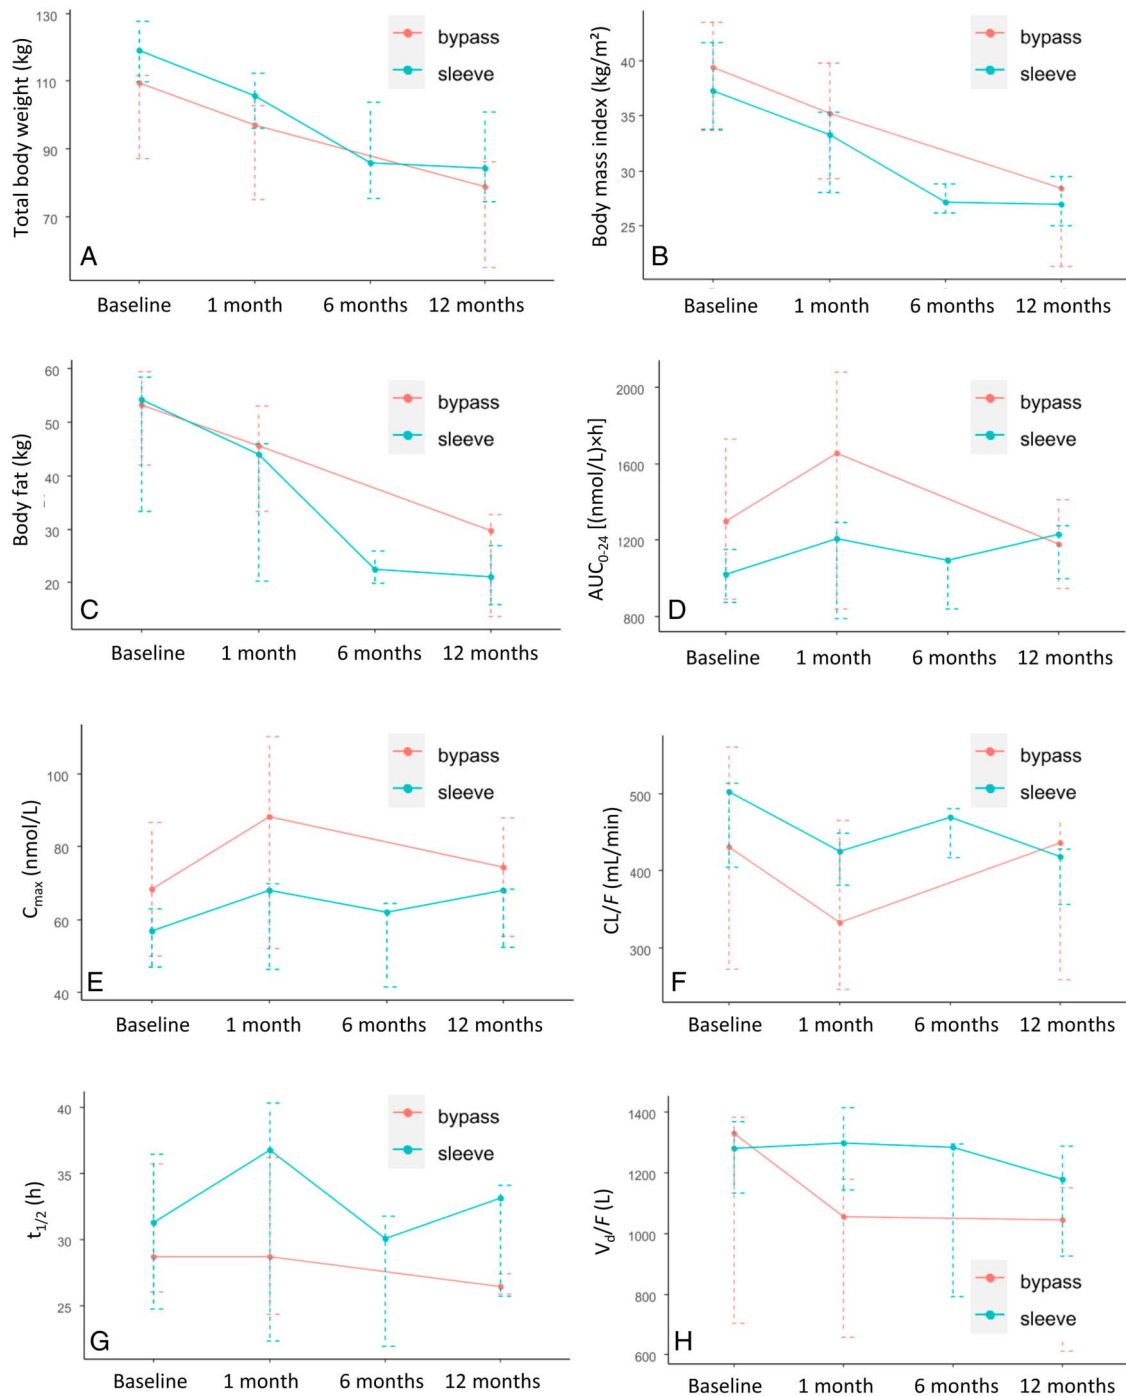 Total body weight (kg)
130
110
90
70
bypass
sleeve
A
Baseline 1 month 6 months 12 months
Body mass index (kg/m²)
40
35
30
25
bypass
sleeve
B
Baseline 1 month 6 months 12 months
Body fat (kg)
60
50
40
30
20
bypass
sleeve
C
Baseline 1 month 6 months 12 months
AUC0-24 [(nmol/L)×h]
2000
1600
1200
800
bypass
sleeve
D
Baseline 1 month 6 months 12 months
Cmax (nmol/L)
100
80
60
40
bypass
sleeve
E
Baseline 1 month 6 months 12 months
CL/F (mL/min)
500
400
300
bypass
sleeve
F
Baseline 1 month 6 months 12 months
t1/2 (h)
40
35
30
25
bypass
sleeve
G
Baseline 1 month 6 months 12 months
Vd/F (L)
1400
1200
1000
800
600
bypass
sleeve
H
Baseline 1 month 6 months 12 months